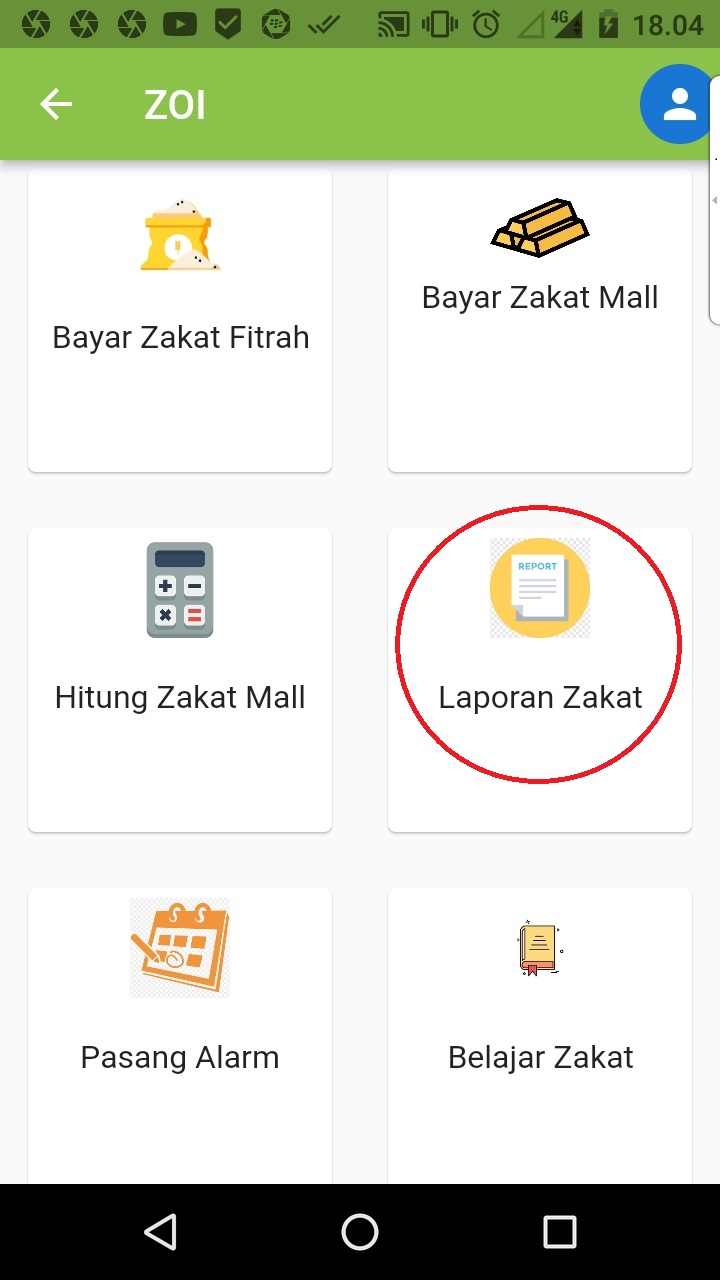 4G 18.04
ZOI
Bayar Zakat Fitrah
Bayar Zakat Mall
Hitung Zakat Mall
REPORT
Laporan Zakat
Pasang Alarm
Belajar Zakat